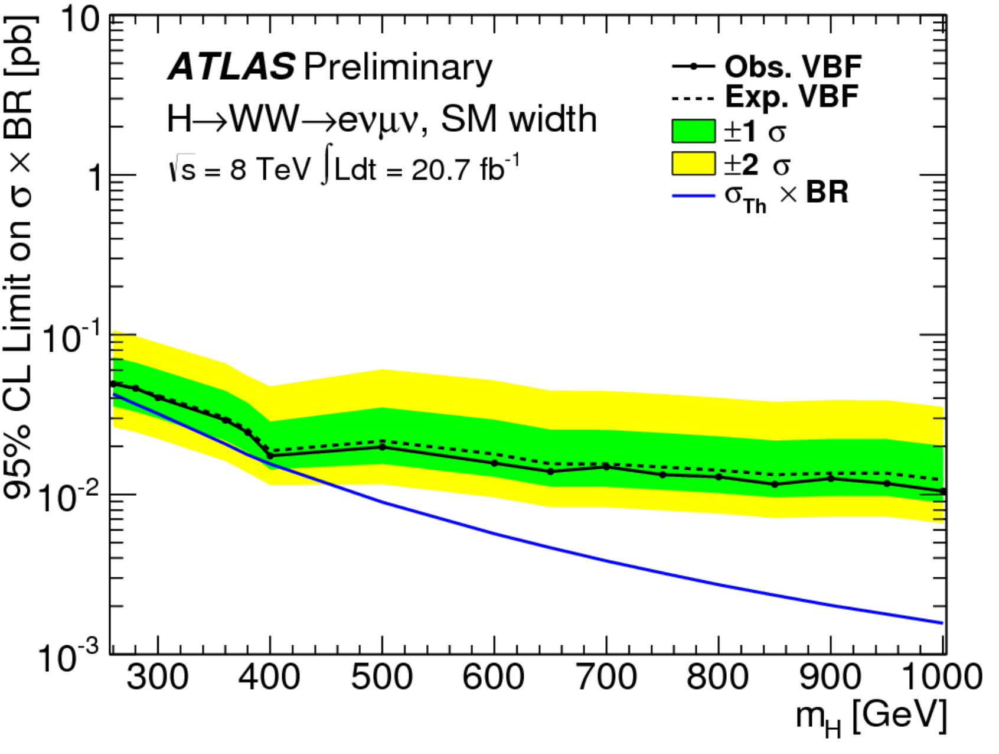 95% CL Limit on σ × BR [pb]
10
1
10⁻¹
10⁻²
10⁻³
ATLAS Preliminary
H→WW→eνμν, SM width
√s = 8 TeV ∫Ldt = 20.7 fb⁻¹
Obs. VBF
Exp. VBF
±1 σ
±2 σ
σ_Th × BR
300 400 500 600 700 800 900 1000
m_H [GeV]